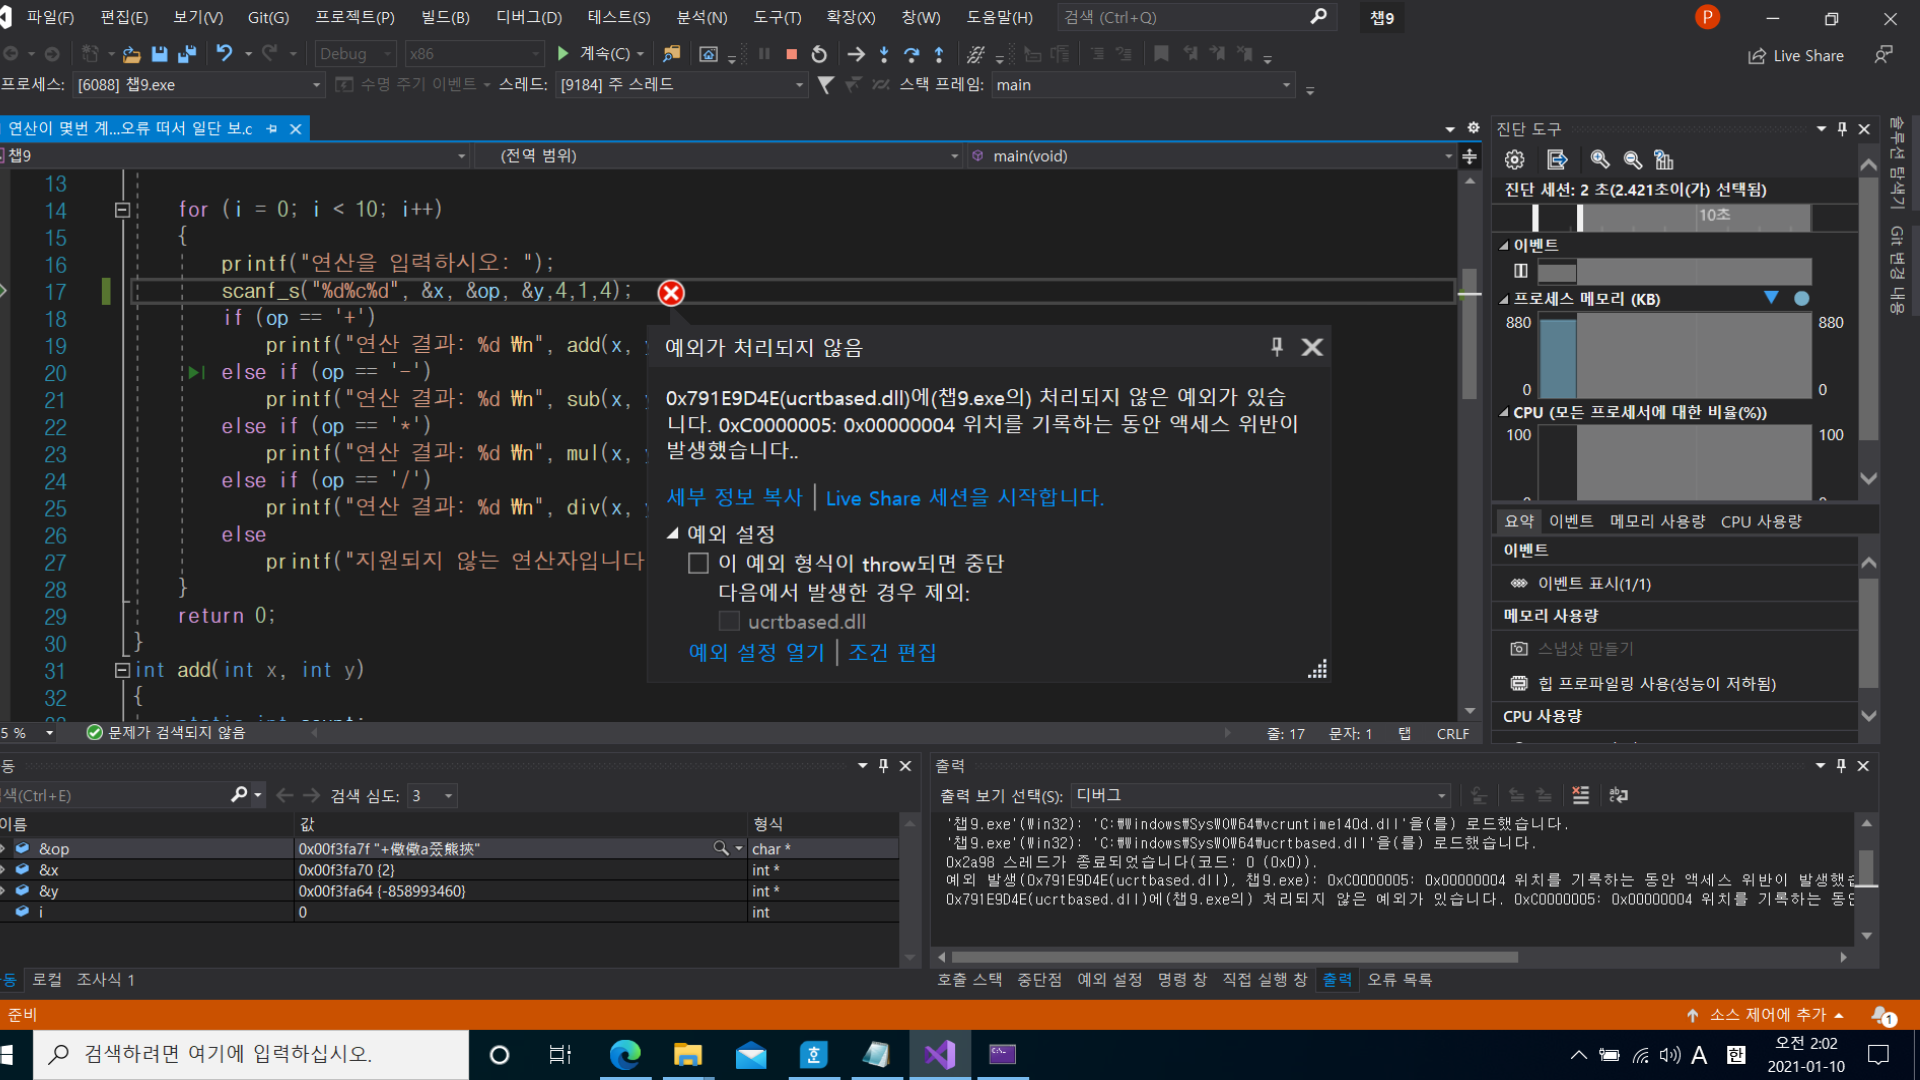 파일(F) 편집(E) 보기(V) Git(G) 프로젝트(P) 빌드(B) 디버그(D) 테스트(S) 분석(N) 도구(T) 확장(X) 창(W) 도움말(H) 검색 (Ctrl+Q) 챕9 P
Debug x86 계속(C) Live Share
프로세스: [6088] 챕9.exe 수명 주기 이벤트 스레드: [9184] 주 스레드 스택 프레임: main
연산이 몇번 계...오류 떠서 일단 보.c
챕9 (전역 범위) main(void)
13
14 for (i = 0; i < 10; i++)
15 {
16 printf("연산을 입력하시오: ");
17 scanf_s("%d%c%d", &x, &op, &y,4,1,4);
18 if (op == '+')
19 printf("연산 결과: %d ₩n", add(x,
20 else if (op == '-')
21 printf("연산 결과: %d ₩n", sub(x,
22 else if (op == '*')
23 printf("연산 결과: %d ₩n", mul(x,
24 else if (op == '/')
25 printf("연산 결과: %d ₩n", div(x,
26 else
27 printf("지원되지 않는 연산자입니다
28 }
29 return 0;
30 }
31 int add(int x, int y)
32 {
static int count;
예외가 처리되지 않음
0x791E9D4E(ucrtbased.dll)에(챕9.exe의) 처리되지 않은 예외가 있습
니다. 0xC0000005: 0x00000004 위치를 기록하는 동안 액세스 위반이
발생했습니다..
세부 정보 복사 | Live Share 세션을 시작합니다.
예외 설정
이 예외 형식이 throw되면 중단
다음에서 발생한 경우 제외:
ucrtbased.dll
예외 설정 열기 | 조건 편집
5 % 문제가 검색되지 않음 줄: 17 문자: 1 탭 CRLF
진단 도구
진단 세션: 2 초(2.421초이(가) 선택됨)
10초
이벤트
프로세스 메모리 (KB)
880 880
0 0
CPU (모든 프로세서에 대한 비율(%))
100 100
요약 이벤트 메모리 사용량 CPU 사용량
이벤트
이벤트 표시(1/1)
메모리 사용량
스냅샷 만들기
힙 프로파일링 사용(성능이 저하됨)
CPU 사용량
솔루션 탐색기
Git 변경 내용
동
색(Ctrl+E) 검색 심도: 3
이름 값 형식
&op char *
&x 0x00f3fa70 {2} int *
&y 0x00f3fa64 {-858993460} int *
i 0 int
동 로컬 조사식 1
출력
출력 보기 선택(S): 디버그
'챕9.exe'(Win32): 'C:₩Windows₩SysWOW64₩vcruntime140d.dll'을(를) 로드했습니다.
'챕9.exe'(Win32): 'C:₩Windows₩SysWOW64₩ucrtbased.dll'을(를) 로드했습니다.
0x2a98 스레드가 종료되었습니다(코드: 0 (0x0)).
예외 발생(0x791E9D4E(ucrtbased.dll), 챕9.exe): 0xC0000005: 0x00000004 위치를 기록하는 동안 액세스 위반이 발생했습
0x791E9D4E(ucrtbased.dll)에(챕9.exe의) 처리되지 않은 예외가 있습니다. 0xC0000005: 0x00000004 위치를 기록하는 동안
호출 스택 중단점 예외 설정 명령 창 직접 실행 창 출력 오류 목록
준비 소스 제어에 추가 1
검색하려면 여기에 입력하십시오.
A 한 오전 2:02
2021-01-10